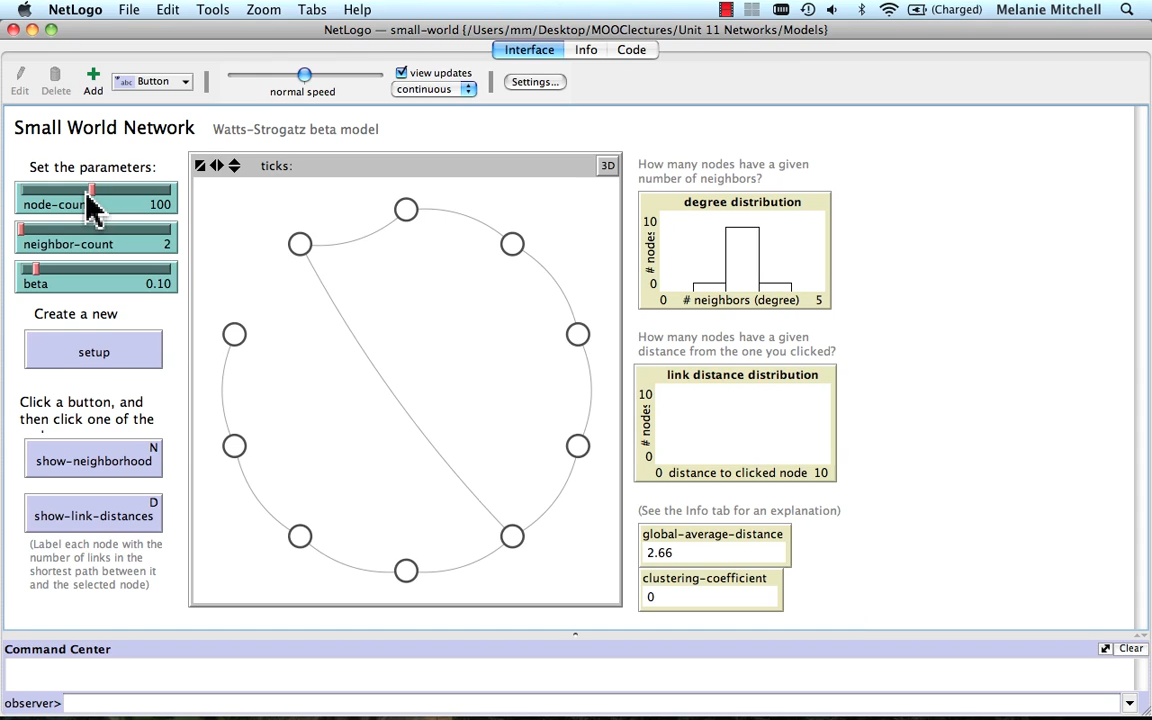 NetLogo File Edit Tools Zoom Tabs Help (Charged) Melanie Mitchell
NetLogo — small-world {/Users/mm/Desktop/MOOClectures/Unit 11 Networks/Models}
Interface Info Code
Edit Delete Add abc Button normal speed view updates continuous Settings...
Small World Network Watts-Strogatz beta model
Set the parameters:
node-coun 100
neighbor-count 2
beta 0.10
Create a new
setup
Click a button, and
then click one of the
N
show-neighborhood
D
show-link-distances
(Label each node with the
number of links in the
shortest path between it
and the selected node)
ticks: 3D
How many nodes have a given
number of neighbors?
degree distribution
10
# nodes
0
0 # neighbors (degree) 5
How many nodes have a given
distance from the one you clicked?
link distance distribution
10
# nodes
0
0 distance to clicked node 10
(See the Info tab for an explanation)
global-average-distance
2.66
clustering-coefficient
0
Command Center Clear
observer>